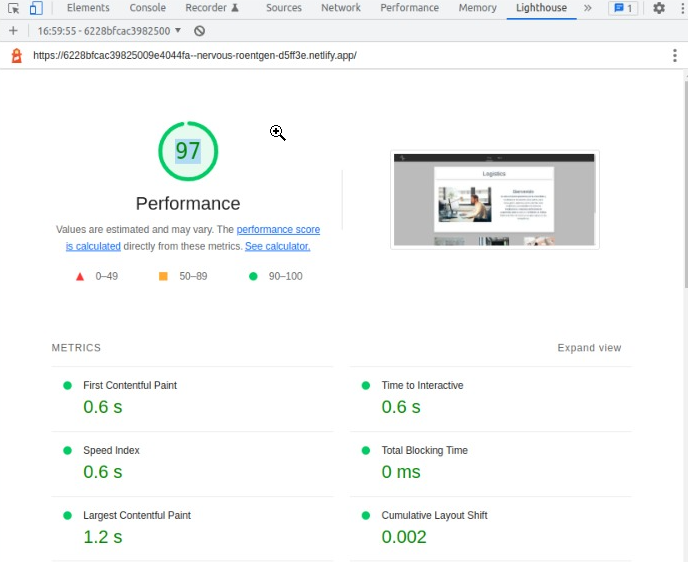 Elements Console Recorder Sources Network Performance Memory Lighthouse » 1
+ 16:59:55 - 6228bfcac3982500
https://6228bfcac39825009e4044fa--nervous-roentgen-d5ff3e.netlify.app/
97
Logistics
Performance
Values are estimated and may vary. The performance score
is calculated directly from these metrics. See calculator.
0–49 50–89 90–100
METRICS Expand view
First Contentful Paint
0.6 s
Time to Interactive
0.6 s
Speed Index
0.6 s
Total Blocking Time
0 ms
Largest Contentful Paint
1.2 s
Cumulative Layout Shift
0.002